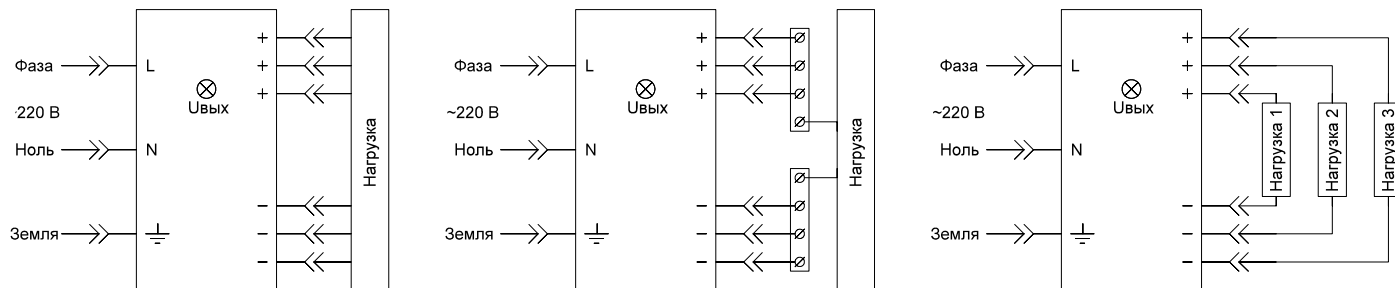 Фаза
L
Uвых
·220 В
Ноль
N
Земля
+
+
+
−
−
−
Нагрузка
Фаза
L
Uвых
~220 В
Ноль
N
Земля
+
+
+
−
−
−
Нагрузка
Фаза
L
Uвых
~220 В
Ноль
N
Земля
+
+
+
−
−
−
Нагрузка 1
Нагрузка 2
Нагрузка 3